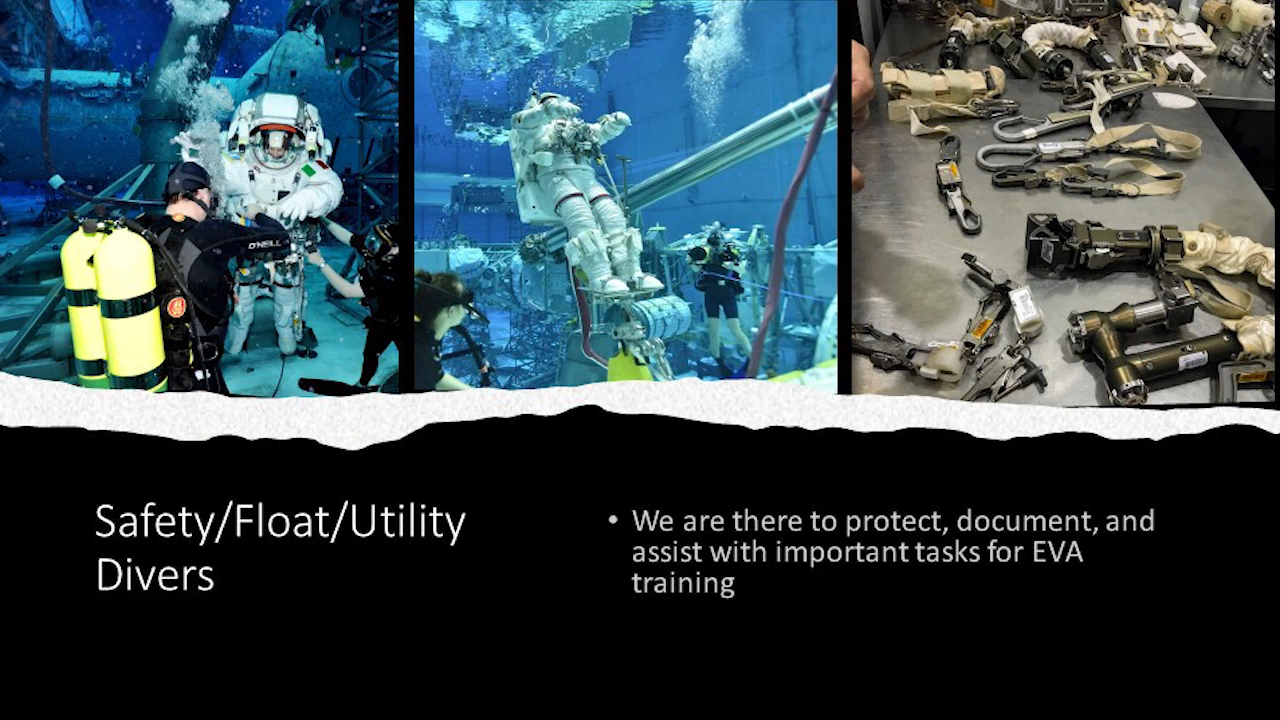 O'NEILL
Safety/Float/Utility
Divers
• We are there to protect, document, and
assist with important tasks for EVA
training